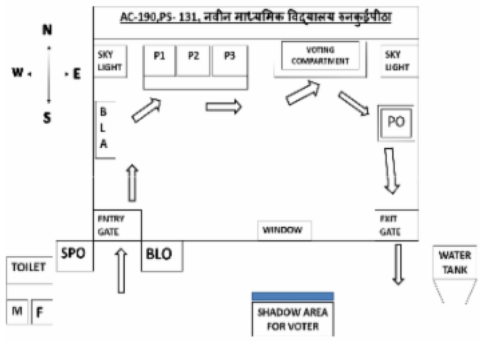 AC-190,PS- 131, नवीन माध्यमिक विद्यालय रुनकुईपीठा
N
W
E
S
SKY
LIGHT
P1
P2
P3
VOTING
COMPARTMENT
SKY
LIGHT
B
L
A
PO
ENTRY
GATE
WINDOW
EXIT
GATE
SPO
BLO
TOILET
M
F
WATER
TANK
SHADOW AREA
FOR VOTER